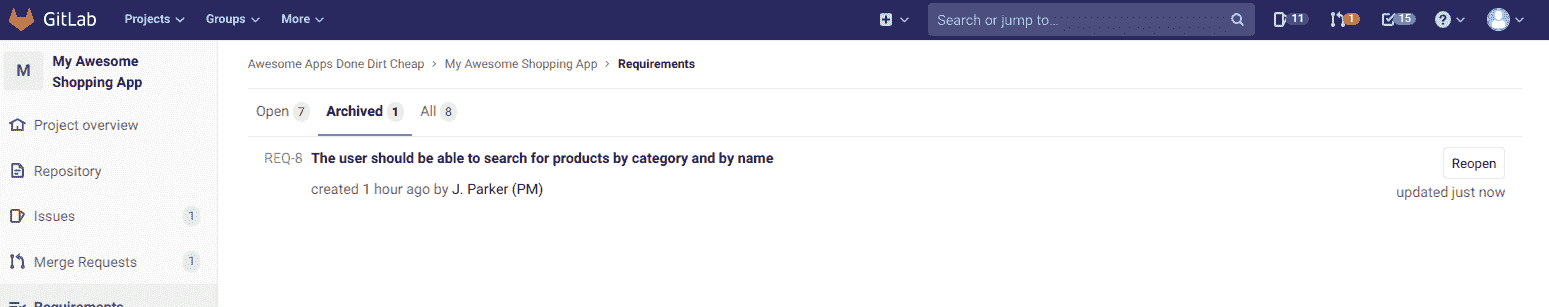 GitLab Projects Groups More Search or jump to... 11 1 15
M My Awesome Shopping App
Awesome Apps Done Dirt Cheap > My Awesome Shopping App > Requirements
Open 7 Archived 1 All 8
Project overview
REQ-8 The user should be able to search for products by category and by name
Reopen
created 1 hour ago by J. Parker (PM)
updated just now
Repository
Issues 1
Merge Requests 1
Requirements